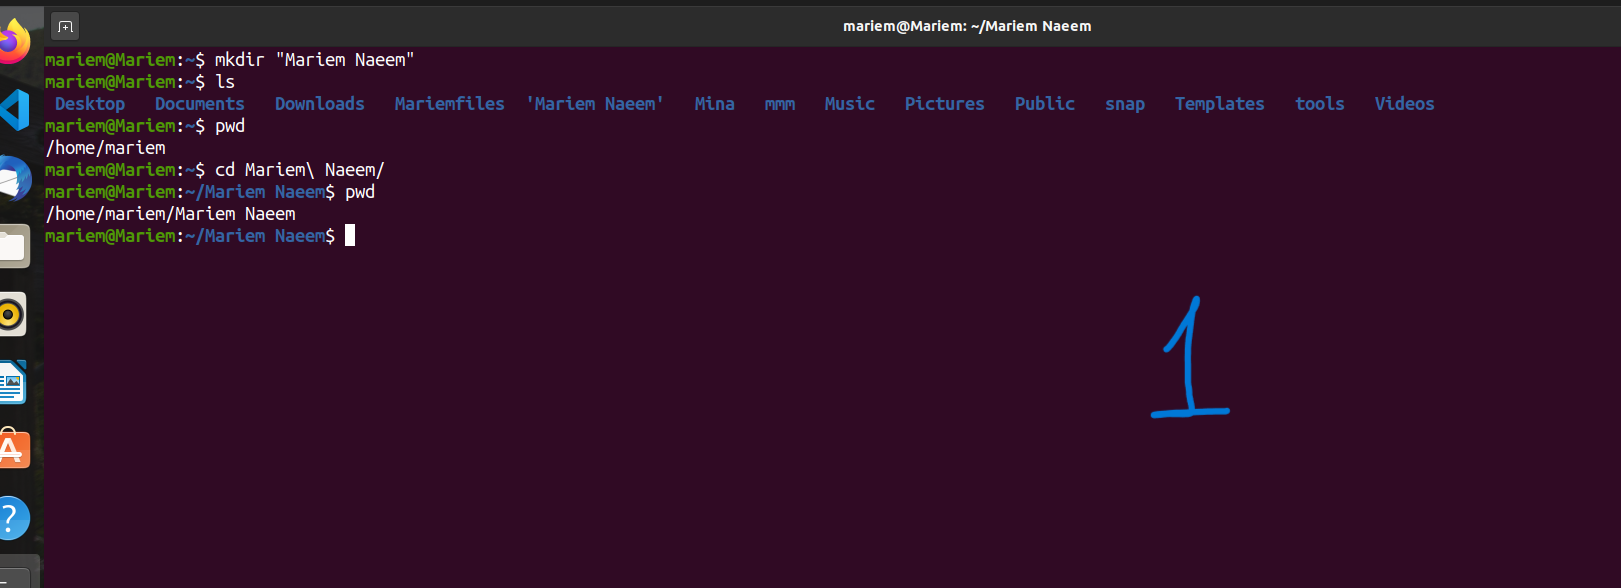 mariem@Mariem: ~/Mariem Naeem
mariem@Mariem:~$ mkdir "Mariem Naeem"
mariem@Mariem:~$ ls
Desktop Documents Downloads Mariemfiles 'Mariem Naeem' Mina mmm Music Pictures Public snap Templates tools Videos
mariem@Mariem:~$ pwd
/home/mariem
mariem@Mariem:~$ cd Mariem\ Naeem/
mariem@Mariem:~/Mariem Naeem$ pwd
/home/mariem/Mariem Naeem
mariem@Mariem:~/Mariem Naeem$
1